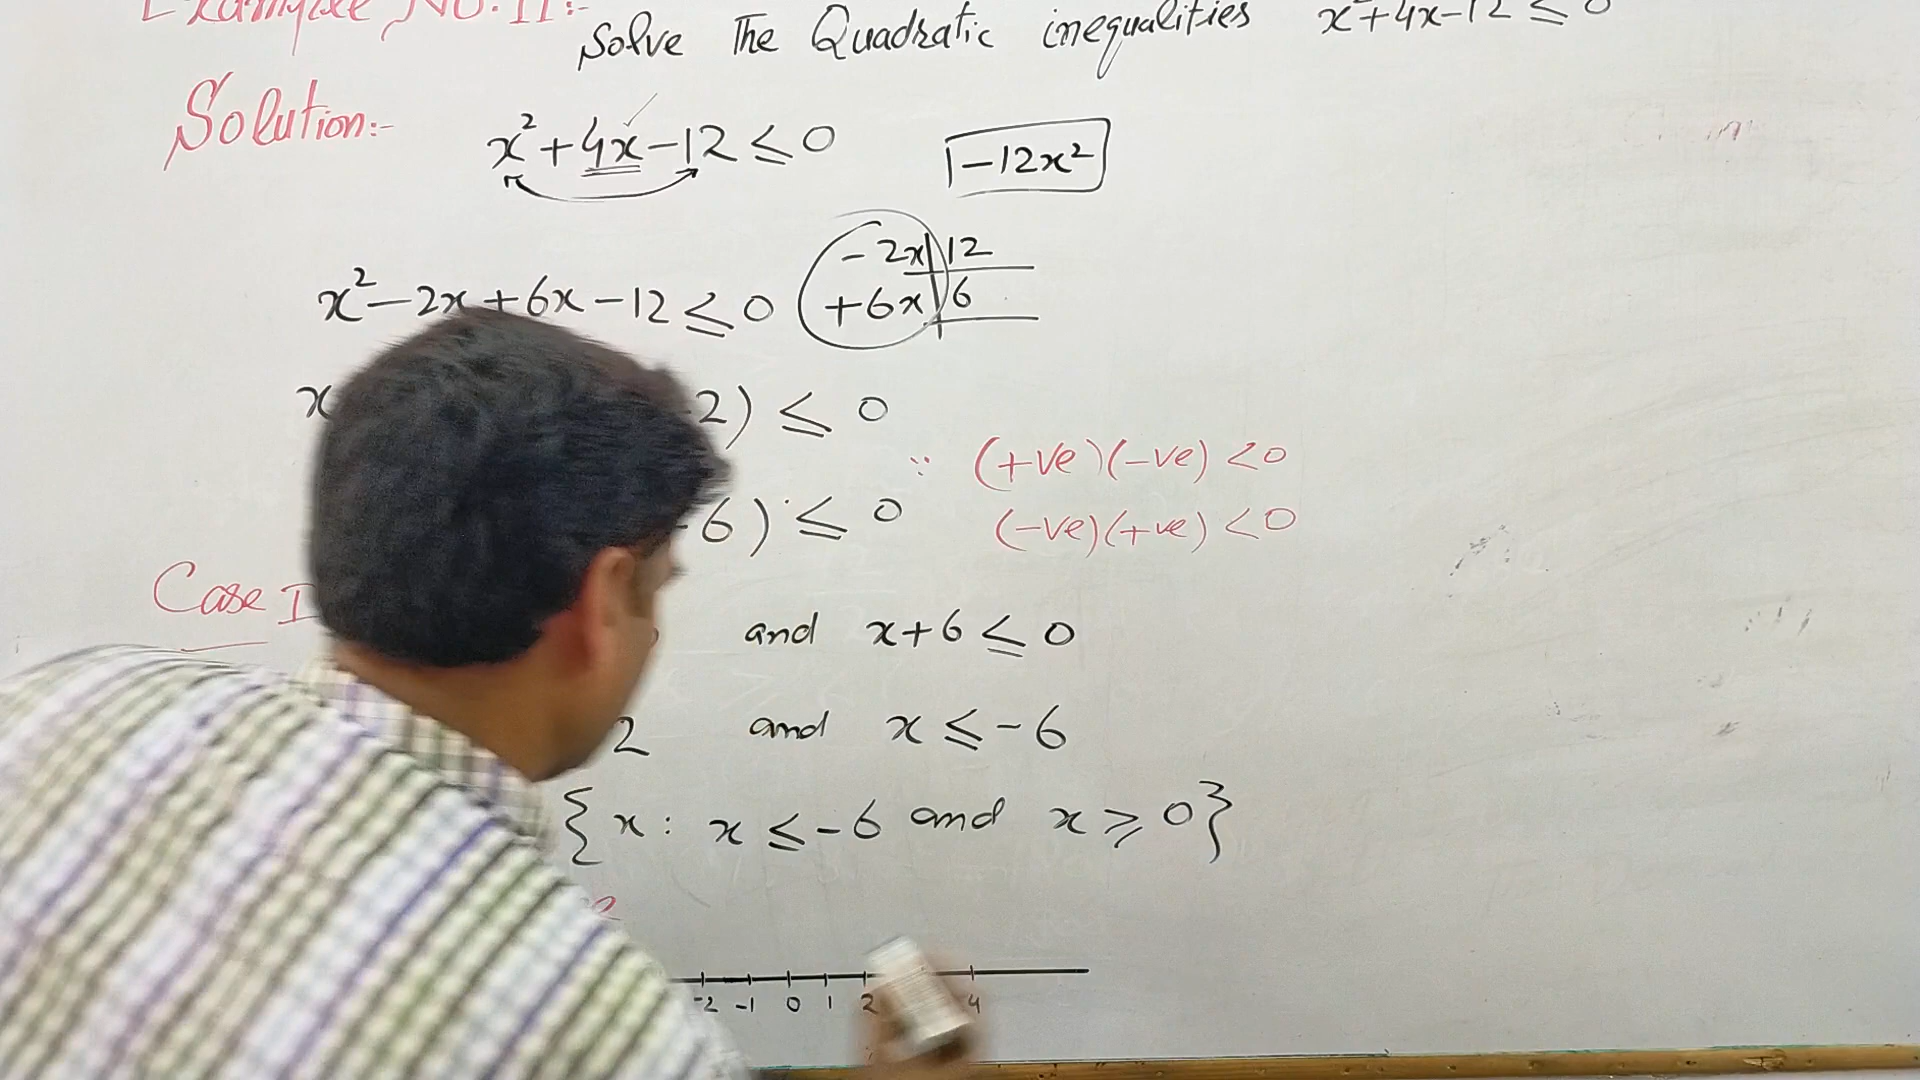 Example No. 11:-
Solve The Quadratic inequalities x²+4x-12 ≤ 0
Solution:-
x²+4x-12 ≤ 0
-12x²
-2x 12
x²-2x+6x-12 ≤ 0
+6x 6
x 2) ≤ 0
∵ (+ve)(-ve) <0
6) ≤ 0
(-ve)(+ve) <0
Case I
and x+6 ≤ 0
2 and x ≤ -6
{x: x ≤ -6 and x ≥ 0}
-2 -1 0 1 2 4